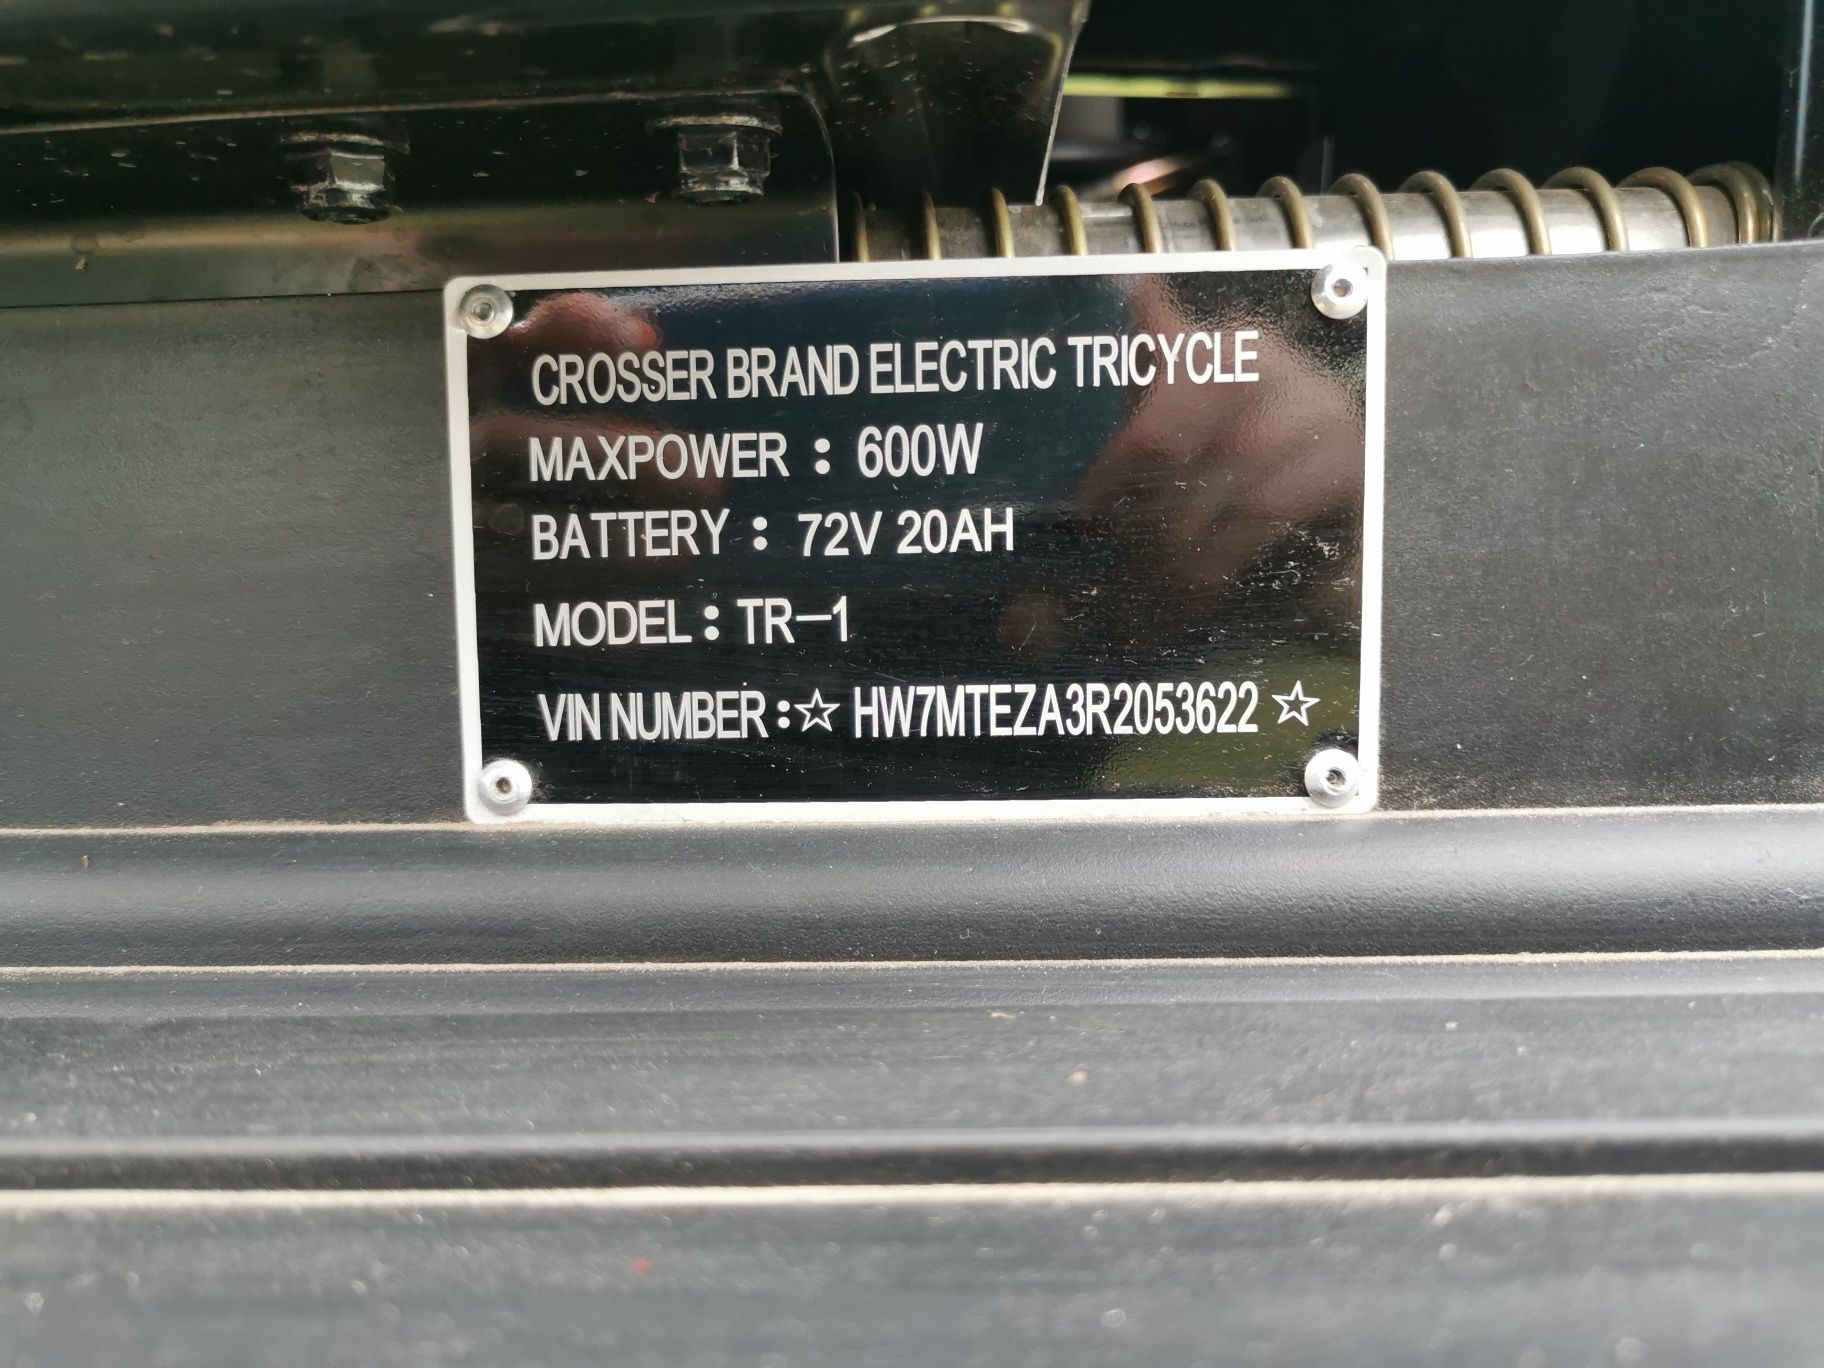 CROSSER BRAND ELECTRIC TRICYCLE
MAXPOWER : 600W
BATTERY : 72V 20AH
MODEL : TR-1
VIN NUMBER :☆ HW7MTEZA3R2053622 ☆